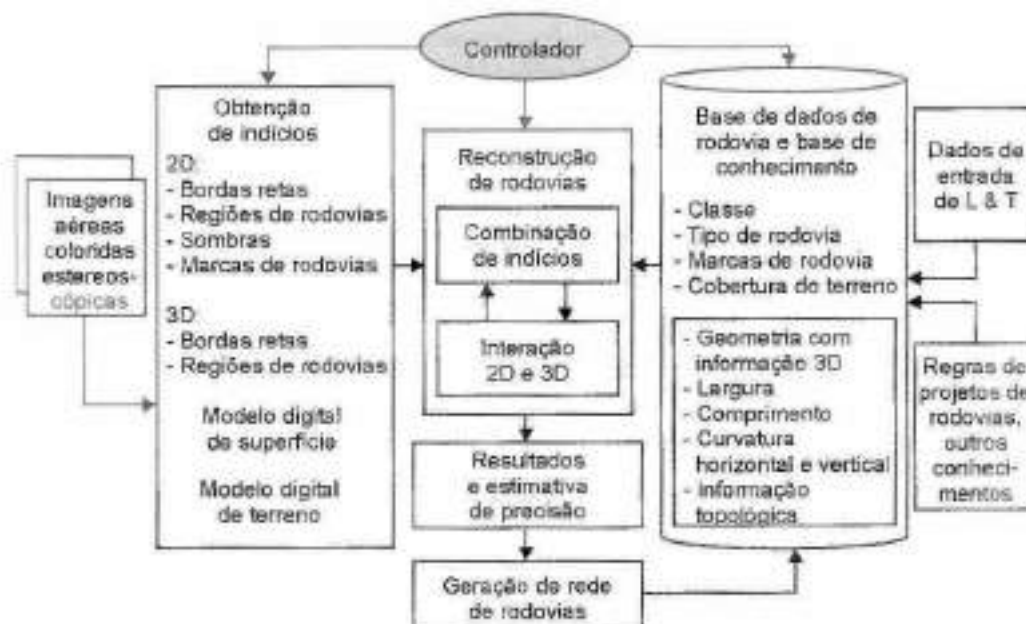 Controlador
Imagens
aéreas
coloridas
estereos-
cópicas
Obtenção
de indícios
2D:
- Bordas retas
- Regiões de rodovias
- Sombras
- Marcas de rodovias
3D:
- Bordas retas
- Regiões de rodovias
Modelo digital
de superfície
Modelo digital
de terreno
Reconstrução
de rodovias
Combinação
de indícios
Interação
2D e 3D
Resultados
e estimativa
de precisão
Geração de rede
de rodovias
Base de dados de
rodovia e base de
conhecimento
- Classe
- Tipo de rodovia
- Marcas de rodovia
- Cobertura do terreno
- Geometria com
informação 3D
- Largura
- Comprimento
- Curvatura
horizontal e vertical
- Informação
topológica
Dados de
entrada
de L & T
Regras de
projetos de
rodovias,
outros
conheci-
mentos